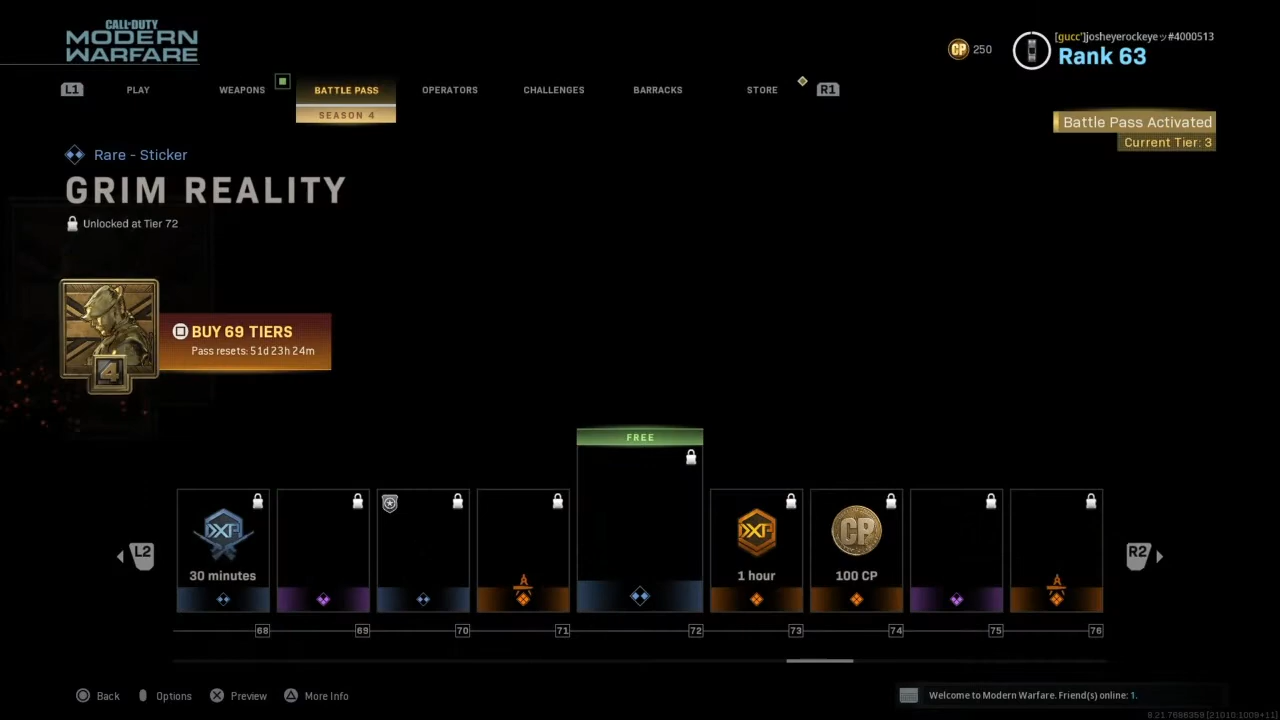 CALL·DUTY
MODERN
WARFARE
CP 250
[gucc']josheyerockeyeッ#4000513
Rank 63
L1
PLAY
WEAPONS
BATTLE PASS
OPERATORS
CHALLENGES
BARRACKS
STORE
R1
SEASON 4
Battle Pass Activated
Current Tier: 3
Rare - Sticker
GRIM REALITY
Unlocked at Tier 72
BUY 69 TIERS
Pass resets: 51d 23h 24m
4
FREE
L2
DXP
30 minutes
DXP
1 hour
CP
100 CP
R2
68
69
70
71
72
73
74
75
76
Back
Options
Preview
More Info
Welcome to Modern Warfare. Friend(s) online: 1.